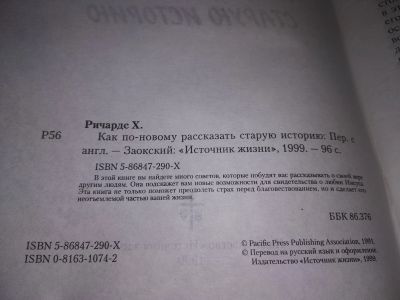 СТАРУЮ ИСТОРИЮ
Ричардс Х.
Р56
Как по-новому рассказать старую историю: Пер. с
англ. — Заокский: «Источник жизни», 1999. — 96 с.
ISBN 5-86847-290-X
В этой книге вы найдете много советов, которые побудят вас рассказывать о своей вере
другим людям. Она подскажет вам новые возможности для свидетельства о любви Иисуса.
Эта книга не только поможет преодолеть страх перед благовествованием, но и сделает его
неотъемлемой частью вашей жизни.
ББК 86.376
ISBN 5-86847-290-X
ISBN 0-8163-1074-2
© Pacific Press Publishing Association, 1991.
© Перевод на русский язык и оформление.
Издательство «Источник жизни», 1999.